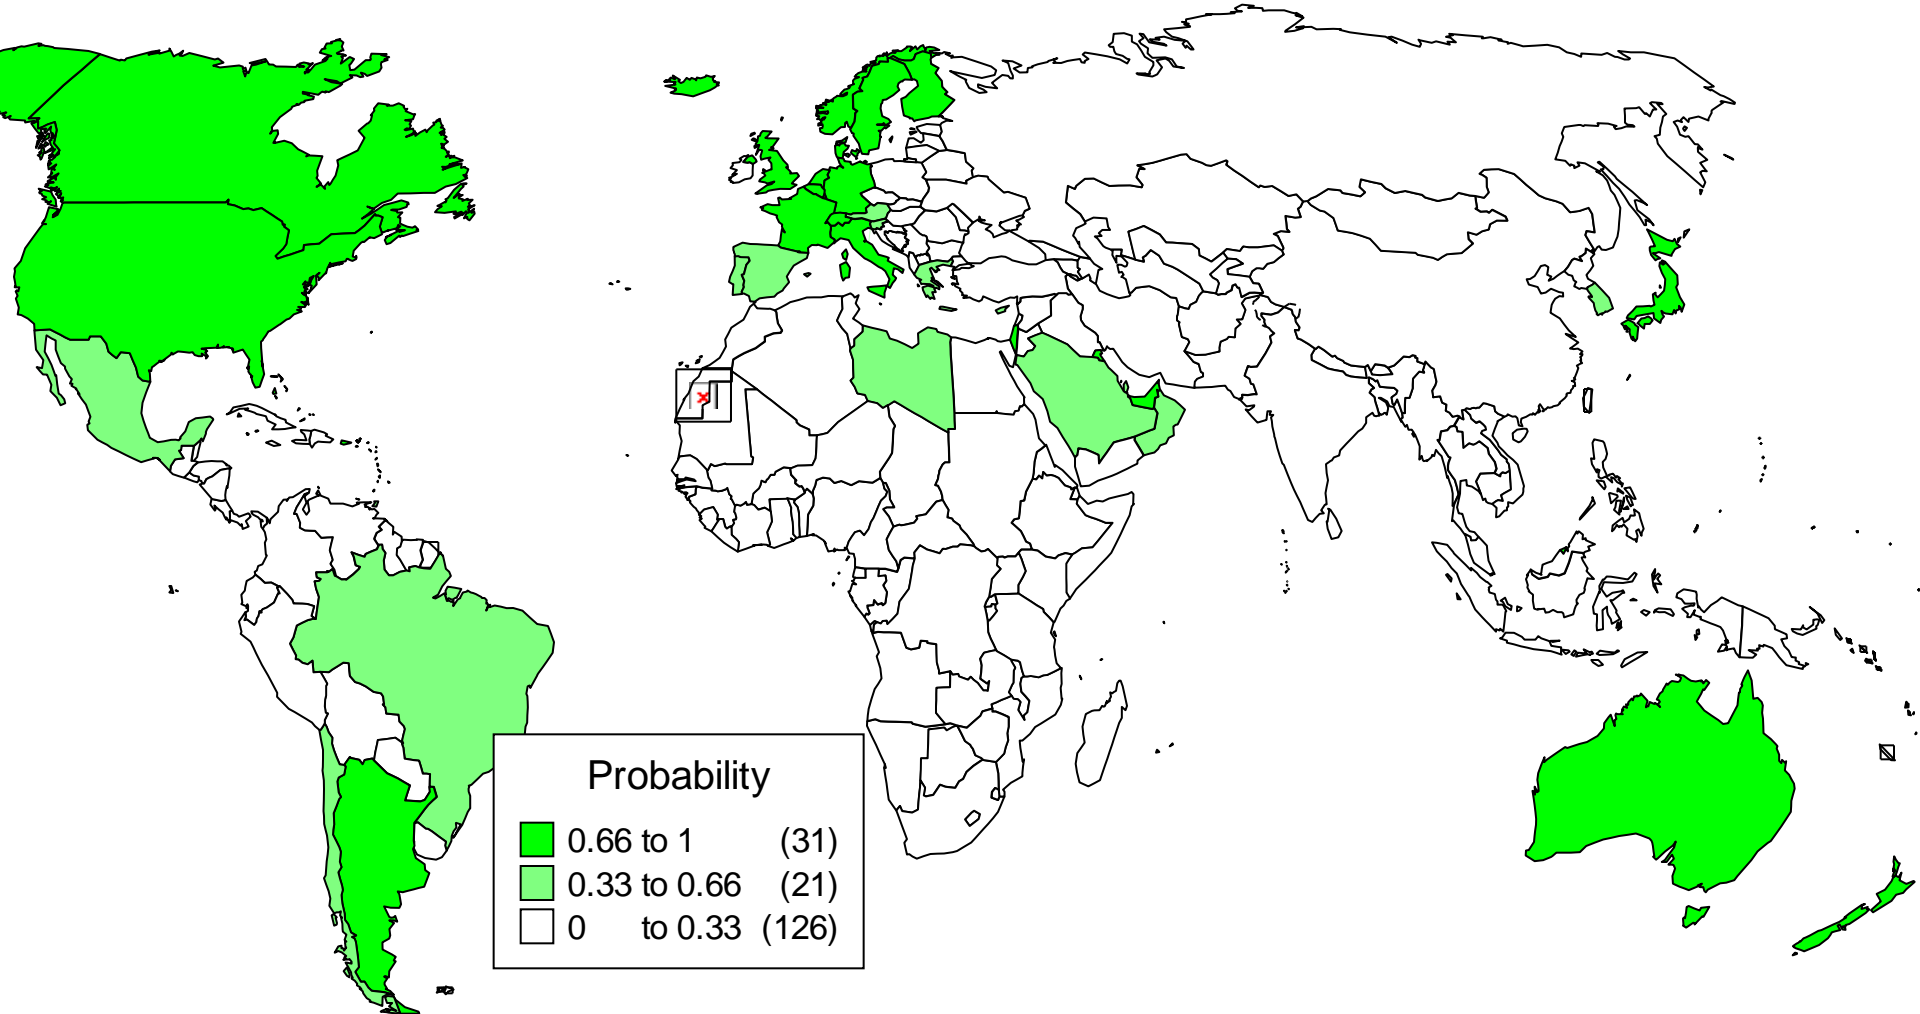 Probability
0.66 to 1 (31)
0.33 to 0.66 (21)
0 to 0.33 (126)